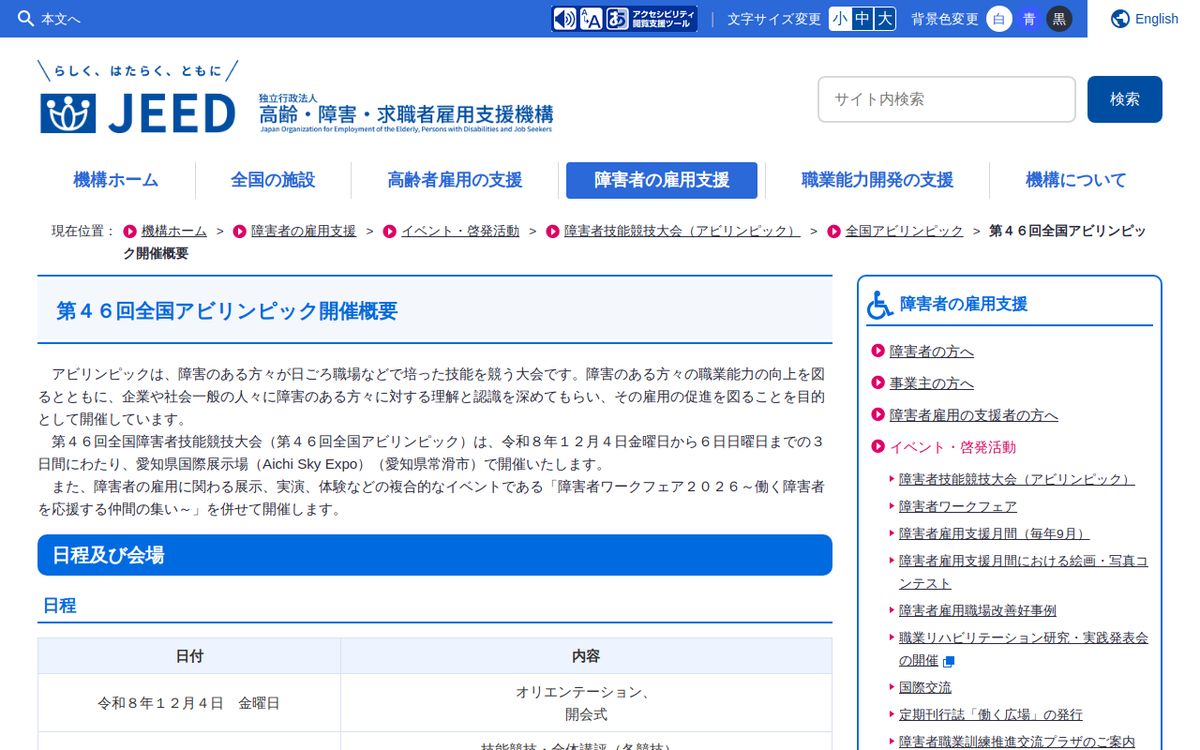 本文へ
アクセシビリティ
閲覧支援ツール
文字サイズ変更 小 中 大 背景色変更 白 青 黒
English
らしく、はたらく、ともに
JEED
独立行政法人
高齢・障害・求職者雇用支援機構
Japan Organization for Employment of the Elderly, Persons with Disabilities and Job Seekers
サイト内検索 検索
機構ホーム 全国の施設 高齢者雇用の支援 障害者の雇用支援 職業能力開発の支援 機構について
現在位置： 機構ホーム > 障害者の雇用支援 > イベント・啓発活動 > 障害者技能競技大会（アビリンピック） > 全国アビリンピック > 第４６回全国アビリンピッ
ク開催概要
第４６回全国アビリンピック開催概要
アビリンピックは、障害のある方々が日ごろ職場などで培った技能を競う大会です。障害のある方々の職業能力の向上を図
るとともに、企業や社会一般の人々に障害のある方々に対する理解と認識を深めてもらい、その雇用の促進を図ることを目的
として開催しています。
第４６回全国障害者技能競技大会（第４６回全国アビリンピック）は、令和８年１２月４日金曜日から６日日曜日までの３
日間にわたり、愛知県国際展示場（Aichi Sky Expo）（愛知県常滑市）で開催いたします。
また、障害者の雇用に関わる展示、実演、体験などの複合的なイベントである「障害者ワークフェア２０２６～働く障害者
を応援する仲間の集い～」を併せて開催します。
日程及び会場
日程
日付 内容
令和８年１２月４日　金曜日
オリエンテーション、
開会式
技能競技・全体講評（各競技）
障害者の雇用支援
障害者の方へ
事業主の方へ
障害者雇用の支援者の方へ
イベント・啓発活動
障害者技能競技大会（アビリンピック）
障害者ワークフェア
障害者雇用支援月間（毎年9月）
障害者雇用支援月間における絵画・写真コ
ンテスト
障害者雇用職場改善好事例
職業リハビリテーション研究・実践発表会
の開催
国際交流
定期刊行誌「働く広場」の発行
障害者職業訓練推進交流プラザのご案内